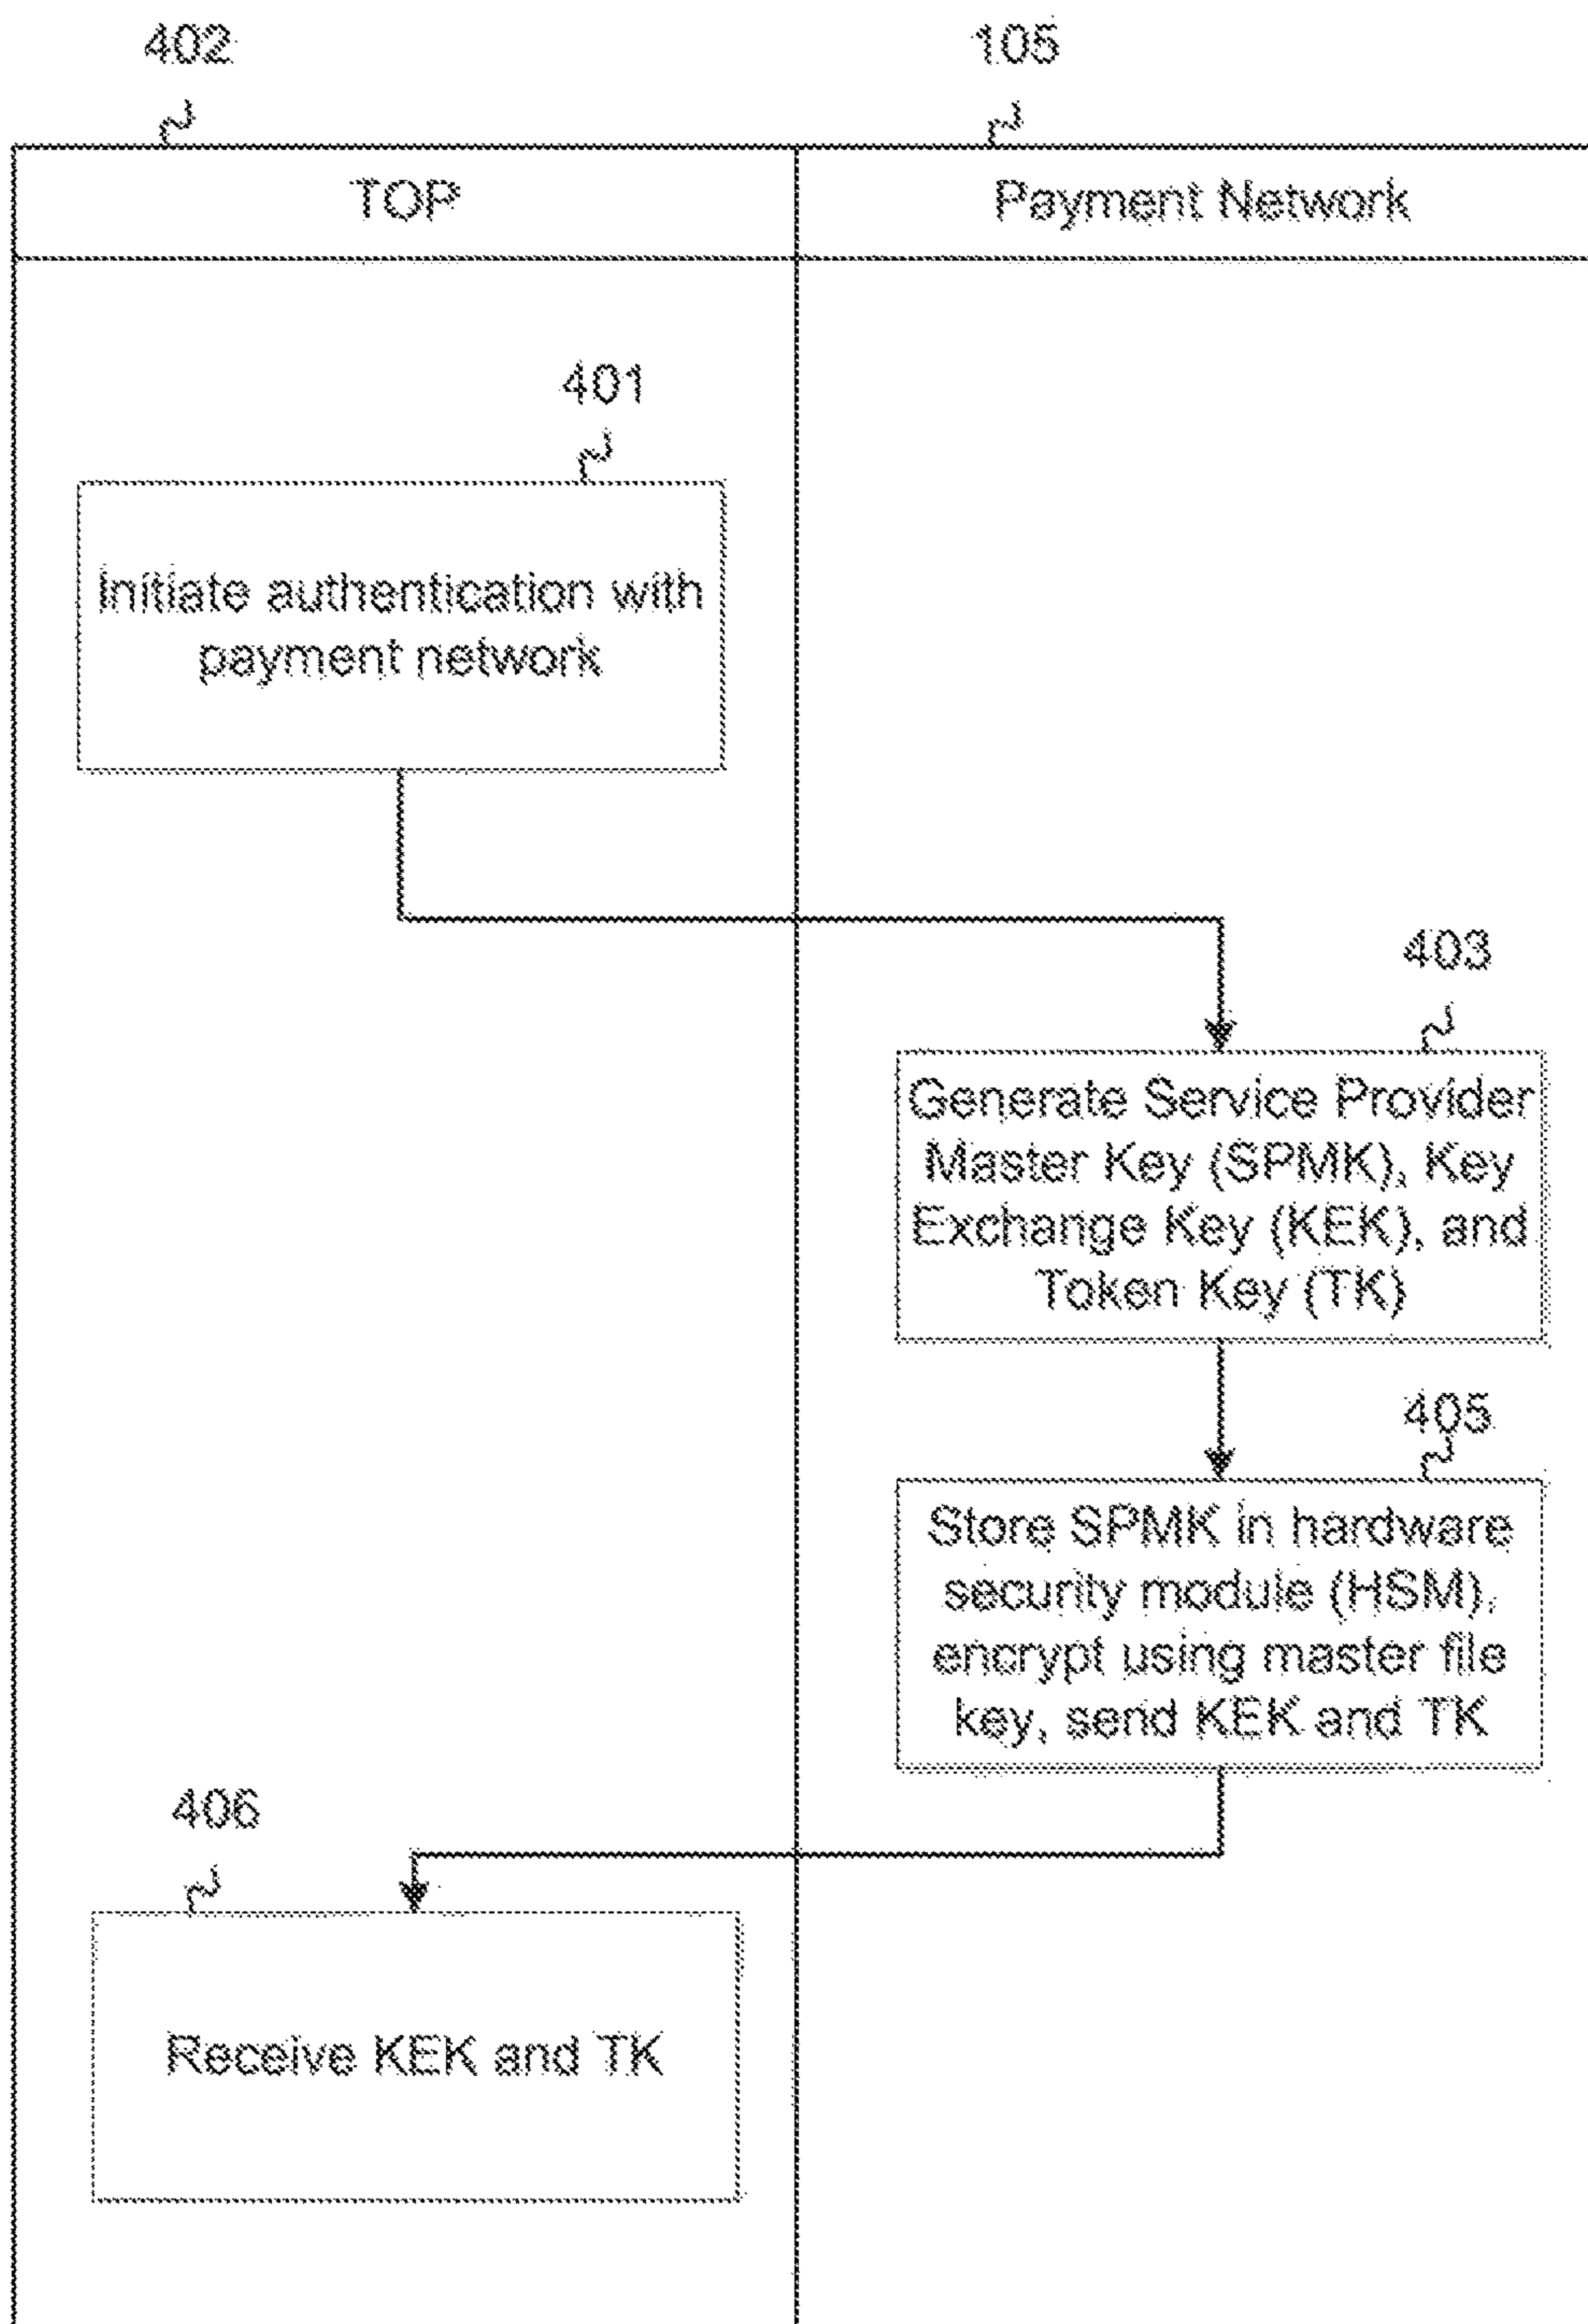 402
105
TOP
Payment Network
401
Initiate authentication with
payment network
403
Generate Service Provider
Master Key (SPMK), Key
Exchange Key (KEK), and
Token Key (TK)
405
Store SPMK in hardware
security module (HSM),
encrypt using master file
key, send KEK and TK
406
Receive KEK and TK